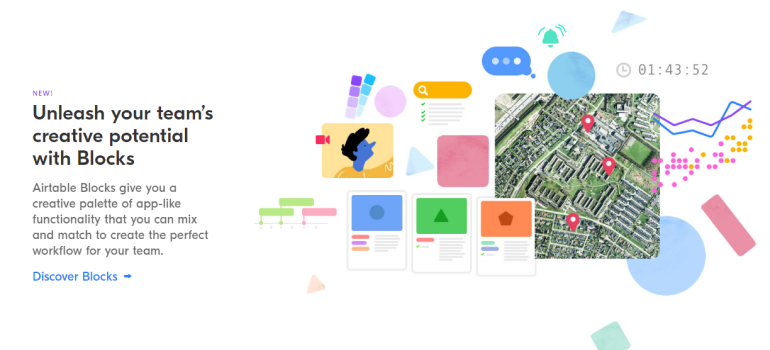 NEW!
Unleash your team's
creative potential
with Blocks
Airtable Blocks give you a
creative palette of app-like
functionality that you can mix
and match to create the perfect
workflow for your team.
Discover Blocks →
01:43:52